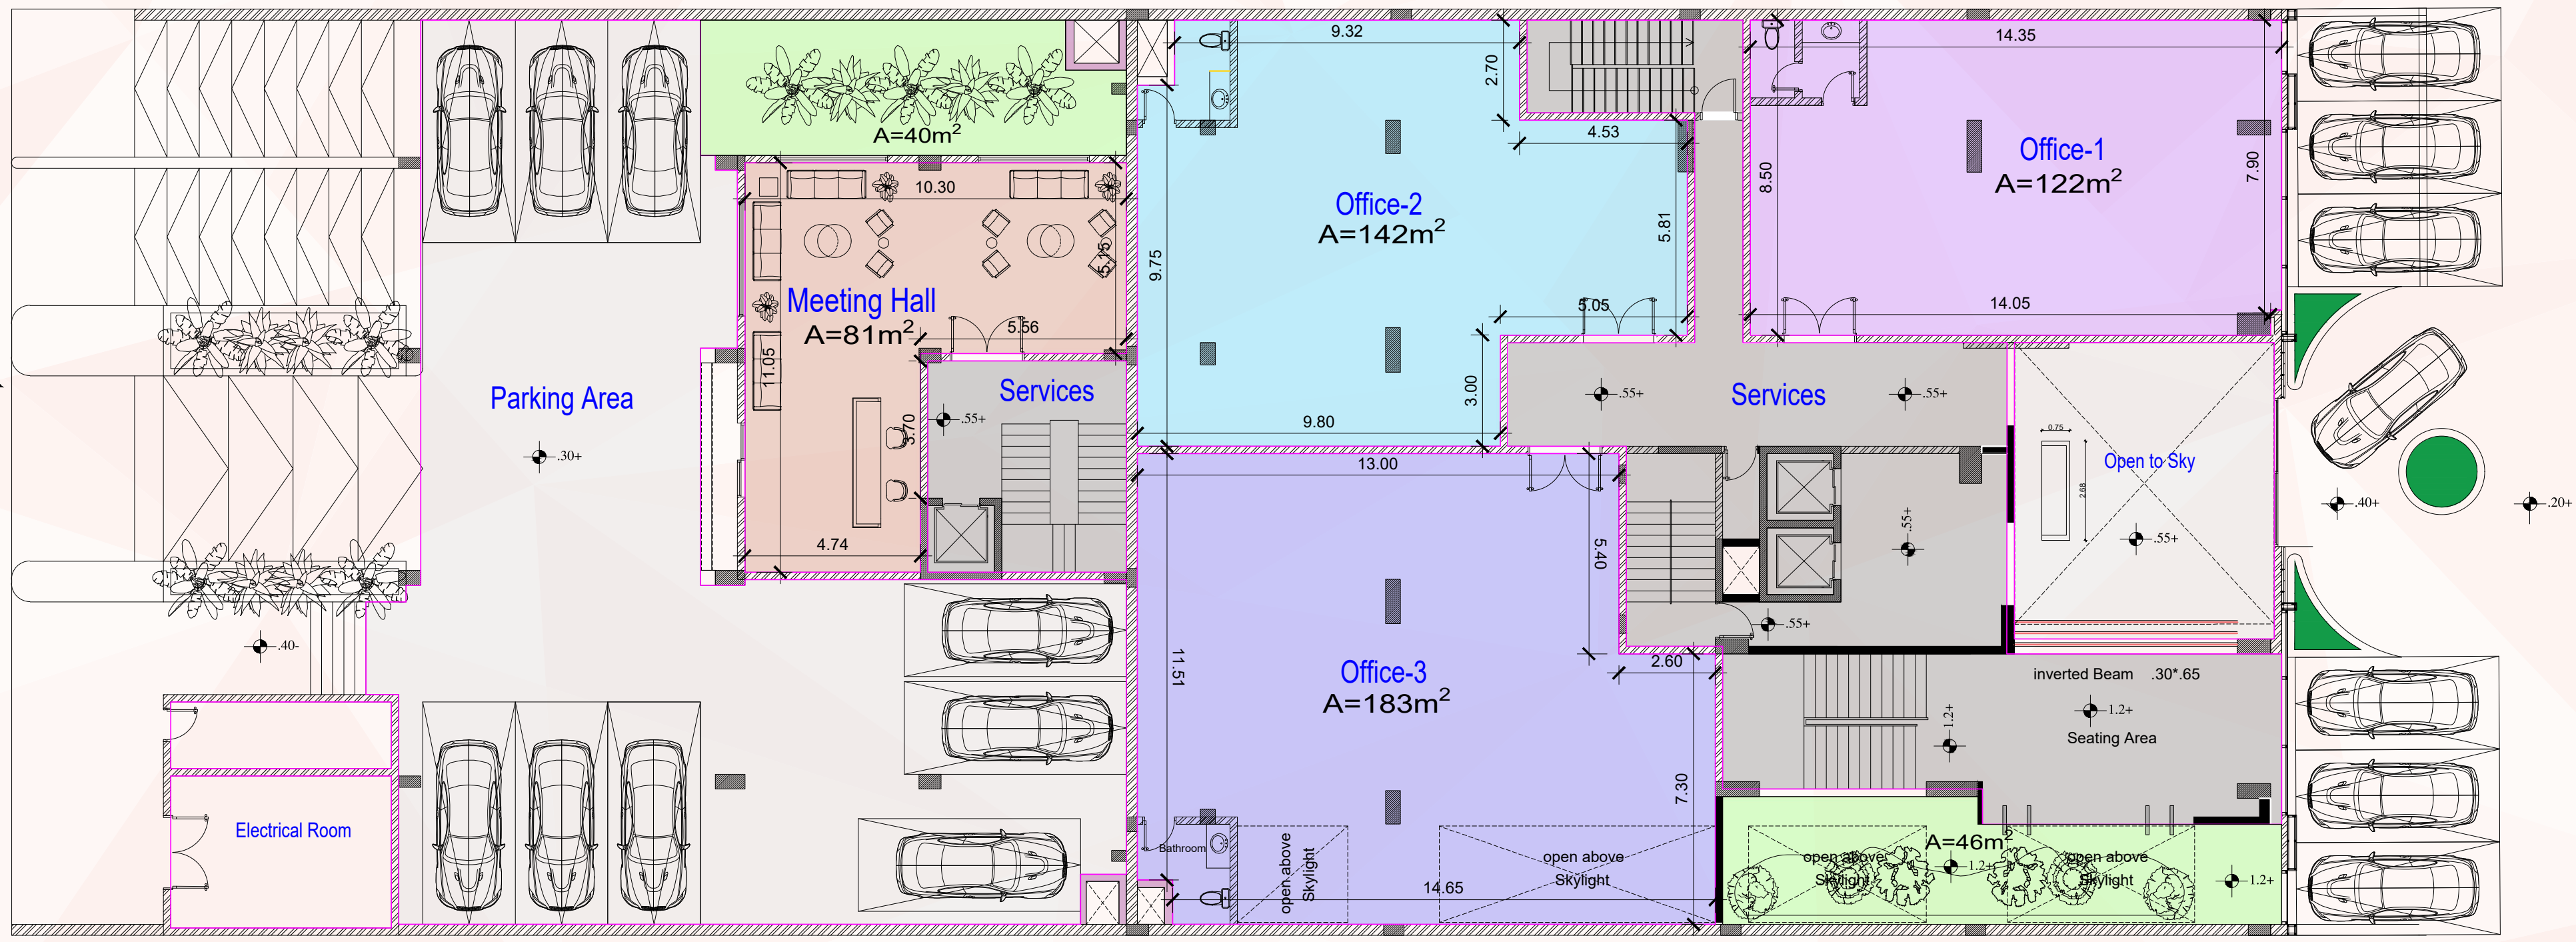 9.32
14.35
2.70
A=40m²
4.53
Office-1
A=122m²
7.90
8.50
10.30
Office-2
A=142m²
5.81
5.15
9.75
Meeting Hall
A=81m²
5.56
5.05
14.05
11.05
Parking Area
.30+
Services
.55+
3.70
3.00
9.80
.55+
Services
.55+
0.75
2.68
Open to Sky
.55+
.40+
.20+
13.00
4.74
5.40
.55+
.55+
.40-
11.51
Office-3
A=183m²
2.60
inverted Beam .30*.65
1.2+
1.2+
Seating Area
7.30
Electrical Room
Bathroom
open above
Skylight
open above
Skylight
14.65
A=46m²
open above
Skylight
1.2+
open above
Skylight
1.2+